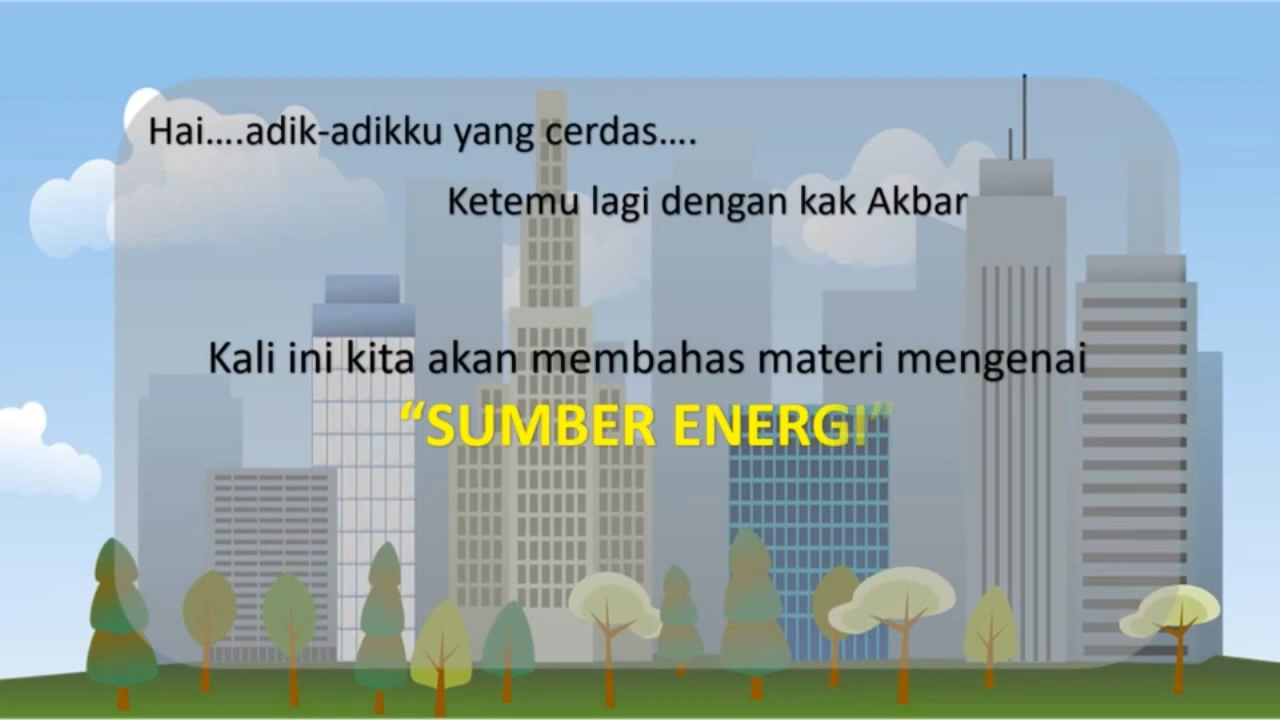 Hai....adik-adikku yang cerdas....
Ketemu lagi dengan kak Akbar
Kali ini kita akan membahas materi mengenai
“SUMBER ENERGI”